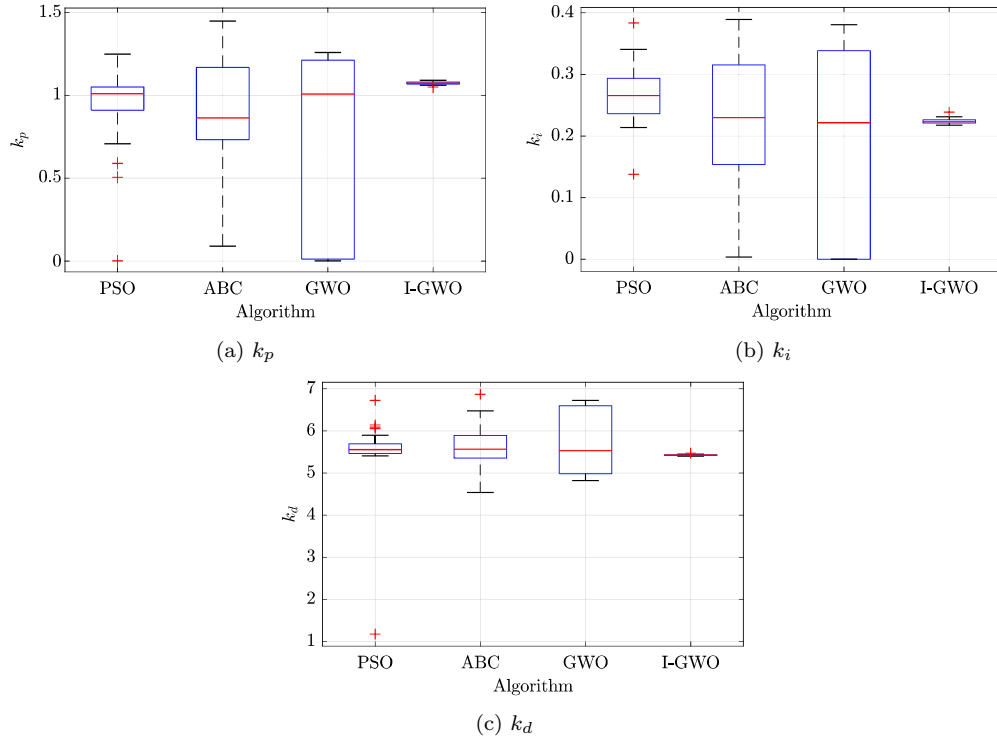 1.5
1
0.5
0
k_p
PSO ABC GWO I-GWO
Algorithm
(a) k_p
0.4
0.3
0.2
0.1
0
k_i
PSO ABC GWO I-GWO
Algorithm
(b) k_i
7
6
5
4
3
2
1
k_d
PSO ABC GWO I-GWO
Algorithm
(c) k_d